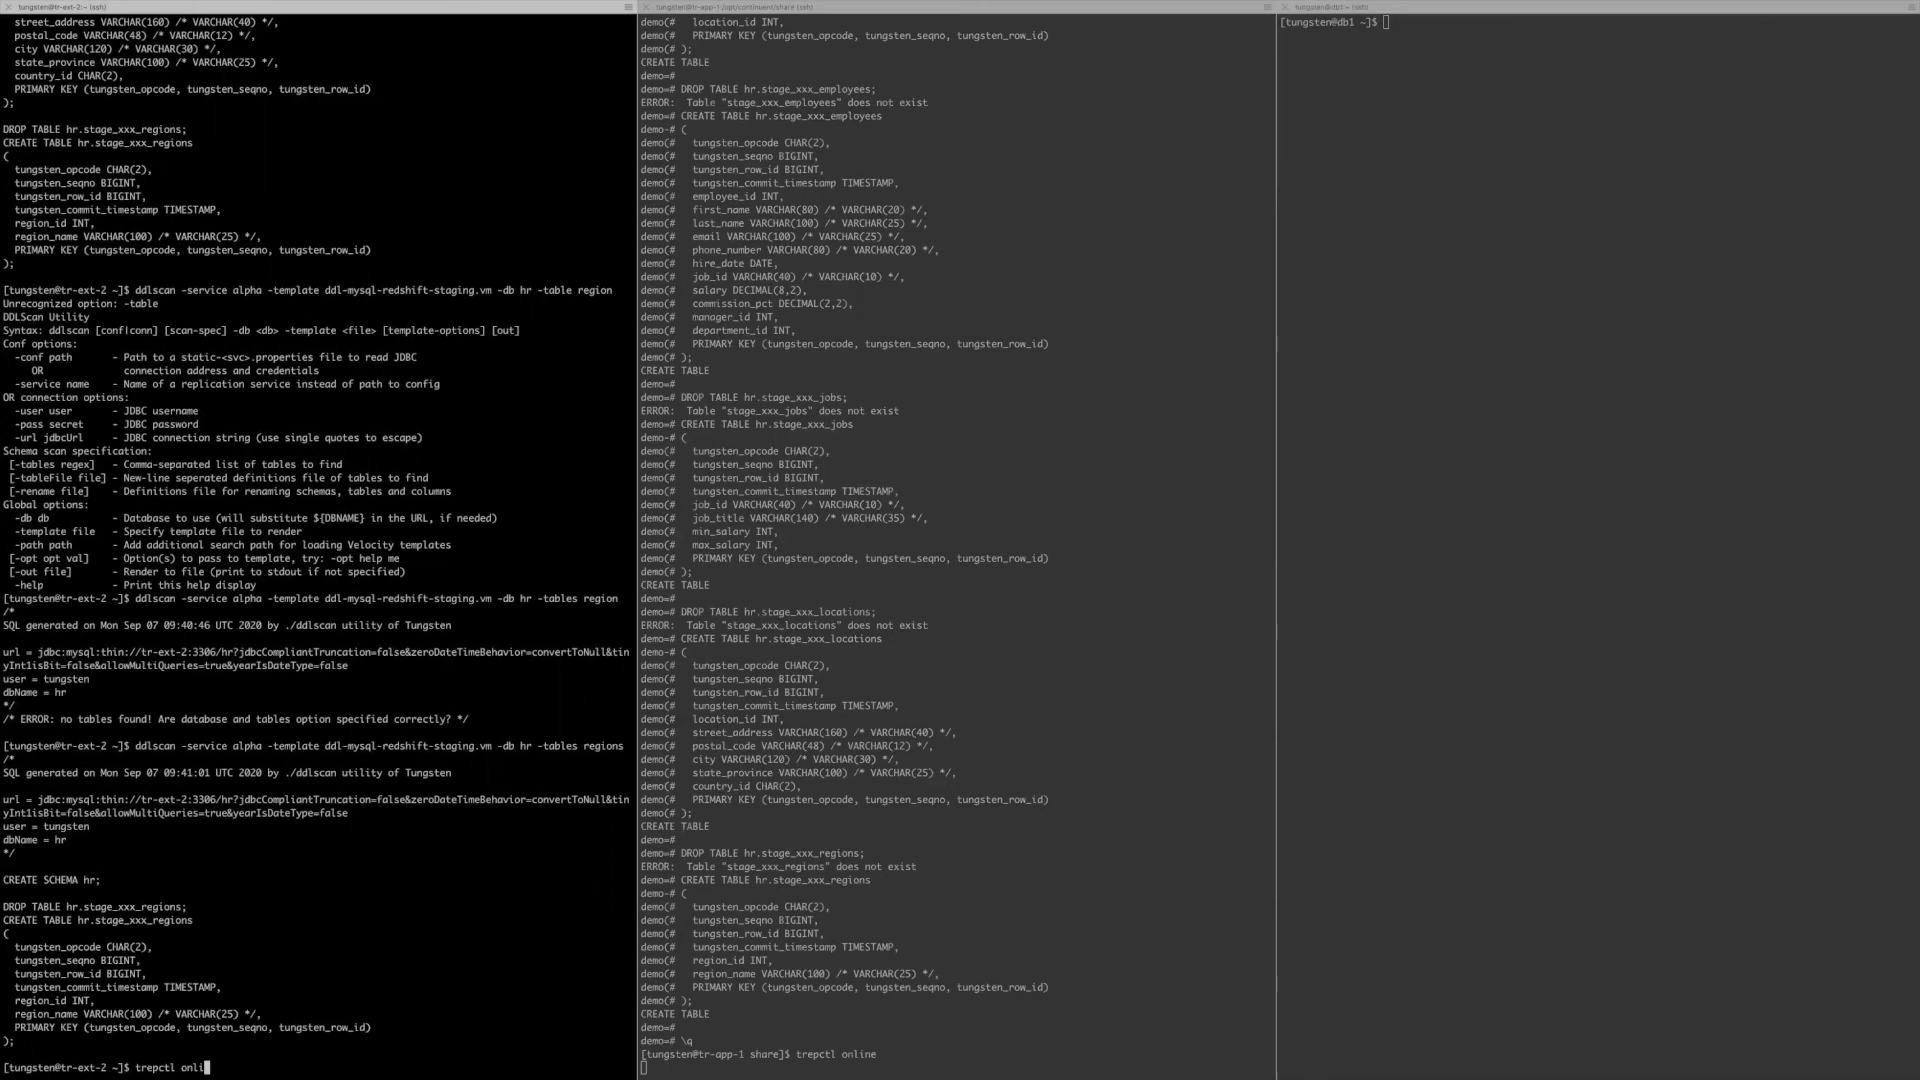 tungsten@tr-ext-2:~ (ssh)
street_address VARCHAR(160) /* VARCHAR(40) */,
postal_code VARCHAR(48) /* VARCHAR(12) */,
city VARCHAR(120) /* VARCHAR(30) */,
state_province VARCHAR(100) /* VARCHAR(25) */,
country_id CHAR(2),
PRIMARY KEY (tungsten_opcode, tungsten_seqno, tungsten_row_id)
);
DROP TABLE hr.stage_xxx_regions;
CREATE TABLE hr.stage_xxx_regions
(
tungsten_opcode CHAR(2),
tungsten_seqno BIGINT,
tungsten_row_id BIGINT,
tungsten_commit_timestamp TIMESTAMP,
region_id INT,
region_name VARCHAR(100) /* VARCHAR(25) */,
PRIMARY KEY (tungsten_opcode, tungsten_seqno, tungsten_row_id)
);
[tungsten@tr-ext-2 ~]$ ddlscan -service alpha -template ddl-mysql-redshift-staging.vm -db hr -table region
Unrecognized option: -table
DDLScan Utility
Syntax: ddlscan [conf|conn] [scan-spec] -db <db> -template <file> [template-options] [out]
Conf options:
-conf path - Path to a static-<svc>.properties file to read JDBC
OR connection address and credentials
-service name - Name of a replication service instead of path to config
OR connection options:
-user user - JDBC username
-pass secret - JDBC password
-url jdbcUrl - JDBC connection string (use single quotes to escape)
Schema scan specification:
[-tables regex] - Comma-separated list of tables to find
[-tableFile file] - New-line seperated definitions file of tables to find
[-rename file] - Definitions file for renaming schemas, tables and columns
Global options:
-db db - Database to use (will substitute ${DBNAME} in the URL, if needed)
-template file - Specify template file to render
-path path - Add additional search path for loading Velocity templates
[-opt opt val] - Option(s) to pass to template, try: -opt help me
[-out file] - Render to file (print to stdout if not specified)
-help - Print this help display
[tungsten@tr-ext-2 ~]$ ddlscan -service alpha -template ddl-mysql-redshift-staging.vm -db hr -tables region
/*
SQL generated on Mon Sep 07 09:40:46 UTC 2020 by ./ddlscan utility of Tungsten
url = jdbc:mysql:thin://tr-ext-2:3306/hr?jdbcCompliantTruncation=false&zeroDateTimeBehavior=convertToNull&tin
yInt1isBit=false&allowMultiQueries=true&yearIsDateType=false
user = tungsten
dbName = hr
*/
/* ERROR: no tables found! Are database and tables option specified correctly? */
[tungsten@tr-ext-2 ~]$ ddlscan -service alpha -template ddl-mysql-redshift-staging.vm -db hr -tables regions
/*
SQL generated on Mon Sep 07 09:41:01 UTC 2020 by ./ddlscan utility of Tungsten
url = jdbc:mysql:thin://tr-ext-2:3306/hr?jdbcCompliantTruncation=false&zeroDateTimeBehavior=convertToNull&tin
yInt1isBit=false&allowMultiQueries=true&yearIsDateType=false
user = tungsten
dbName = hr
*/
CREATE SCHEMA hr;
DROP TABLE hr.stage_xxx_regions;
CREATE TABLE hr.stage_xxx_regions
(
tungsten_opcode CHAR(2),
tungsten_seqno BIGINT,
tungsten_row_id BIGINT,
tungsten_commit_timestamp TIMESTAMP,
region_id INT,
region_name VARCHAR(100) /* VARCHAR(25) */,
PRIMARY KEY (tungsten_opcode, tungsten_seqno, tungsten_row_id)
);
[tungsten@tr-ext-2 ~]$ trepctl onli
tungsten@tr-app-1:/opt/continuent/share (ssh)
demo(# location_id INT,
demo(# PRIMARY KEY (tungsten_opcode, tungsten_seqno, tungsten_row_id)
demo(# );
CREATE TABLE
demo=#
demo=# DROP TABLE hr.stage_xxx_employees;
ERROR: Table "stage_xxx_employees" does not exist
demo=# CREATE TABLE hr.stage_xxx_employees
demo-# (
demo(# tungsten_opcode CHAR(2),
demo(# tungsten_seqno BIGINT,
demo(# tungsten_row_id BIGINT,
demo(# tungsten_commit_timestamp TIMESTAMP,
demo(# employee_id INT,
demo(# first_name VARCHAR(80) /* VARCHAR(20) */,
demo(# last_name VARCHAR(100) /* VARCHAR(25) */,
demo(# email VARCHAR(100) /* VARCHAR(25) */,
demo(# phone_number VARCHAR(80) /* VARCHAR(20) */,
demo(# hire_date DATE,
demo(# job_id VARCHAR(40) /* VARCHAR(10) */,
demo(# salary DECIMAL(8,2),
demo(# commission_pct DECIMAL(2,2),
demo(# manager_id INT,
demo(# department_id INT,
demo(# PRIMARY KEY (tungsten_opcode, tungsten_seqno, tungsten_row_id)
demo(# );
CREATE TABLE
demo=#
demo=# DROP TABLE hr.stage_xxx_jobs;
ERROR: Table "stage_xxx_jobs" does not exist
demo=# CREATE TABLE hr.stage_xxx_jobs
demo-# (
demo(# tungsten_opcode CHAR(2),
demo(# tungsten_seqno BIGINT,
demo(# tungsten_row_id BIGINT,
demo(# tungsten_commit_timestamp TIMESTAMP,
demo(# job_id VARCHAR(40) /* VARCHAR(10) */,
demo(# job_title VARCHAR(140) /* VARCHAR(35) */,
demo(# min_salary INT,
demo(# max_salary INT,
demo(# PRIMARY KEY (tungsten_opcode, tungsten_seqno, tungsten_row_id)
demo(# );
CREATE TABLE
demo=#
demo=# DROP TABLE hr.stage_xxx_locations;
ERROR: Table "stage_xxx_locations" does not exist
demo=# CREATE TABLE hr.stage_xxx_locations
demo-# (
demo(# tungsten_opcode CHAR(2),
demo(# tungsten_seqno BIGINT,
demo(# tungsten_row_id BIGINT,
demo(# tungsten_commit_timestamp TIMESTAMP,
demo(# location_id INT,
demo(# street_address VARCHAR(160) /* VARCHAR(40) */,
demo(# postal_code VARCHAR(48) /* VARCHAR(12) */,
demo(# city VARCHAR(120) /* VARCHAR(30) */,
demo(# state_province VARCHAR(100) /* VARCHAR(25) */,
demo(# country_id CHAR(2),
demo(# PRIMARY KEY (tungsten_opcode, tungsten_seqno, tungsten_row_id)
demo(# );
CREATE TABLE
demo=#
demo=# DROP TABLE hr.stage_xxx_regions;
ERROR: Table "stage_xxx_regions" does not exist
demo=# CREATE TABLE hr.stage_xxx_regions
demo-# (
demo(# tungsten_opcode CHAR(2),
demo(# tungsten_seqno BIGINT,
demo(# tungsten_row_id BIGINT,
demo(# tungsten_commit_timestamp TIMESTAMP,
demo(# region_id INT,
demo(# region_name VARCHAR(100) /* VARCHAR(25) */,
demo(# PRIMARY KEY (tungsten_opcode, tungsten_seqno, tungsten_row_id)
demo(# );
CREATE TABLE
demo=#
demo=# \q
[tungsten@tr-app-1 share]$ trepctl online
tungsten@db1:~ (ssh)
[tungsten@db1 ~]$